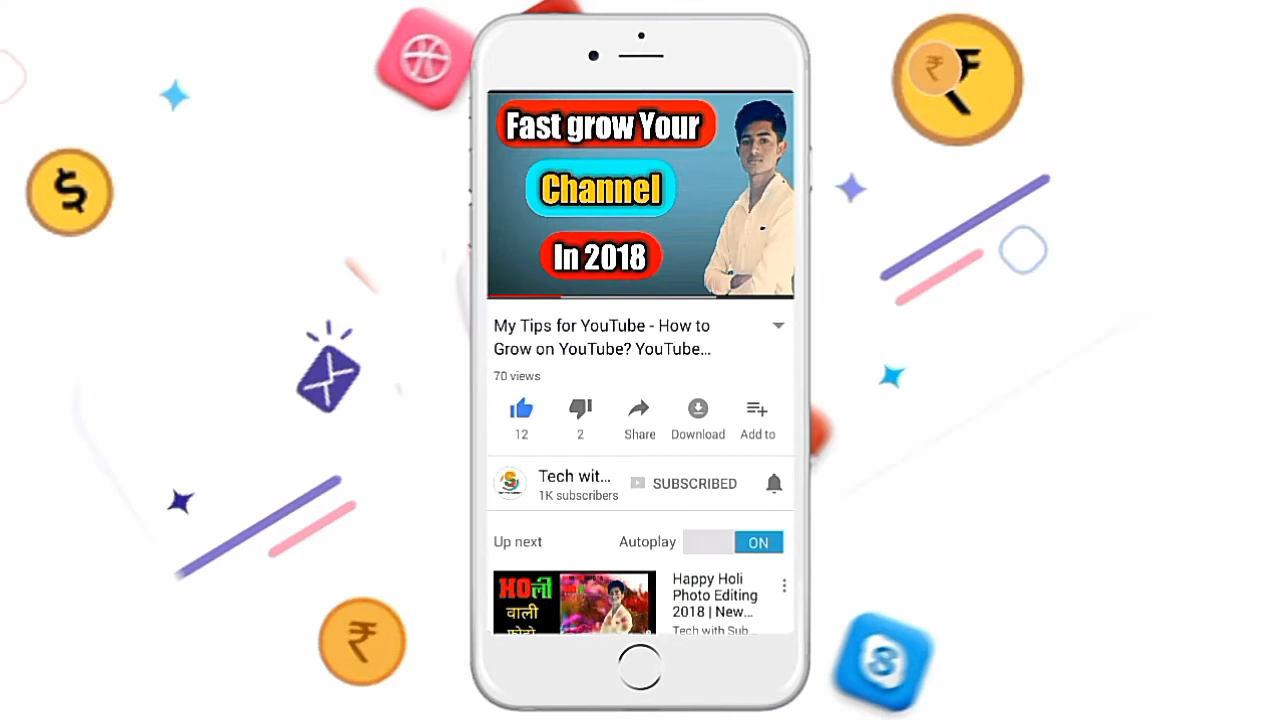 Fast grow Your
Channel
In 2018
My Tips for YouTube - How to
Grow on YouTube? YouTube...
70 views
12
2
Share
Download
Add to
Tech wit...
1K subscribers
SUBSCRIBED
Up next
Autoplay
ON
HOली
वाली
फोटो
Happy Holi
Photo Editing
2018 | New...
Tech with Sub...
$
₹
₹
₹